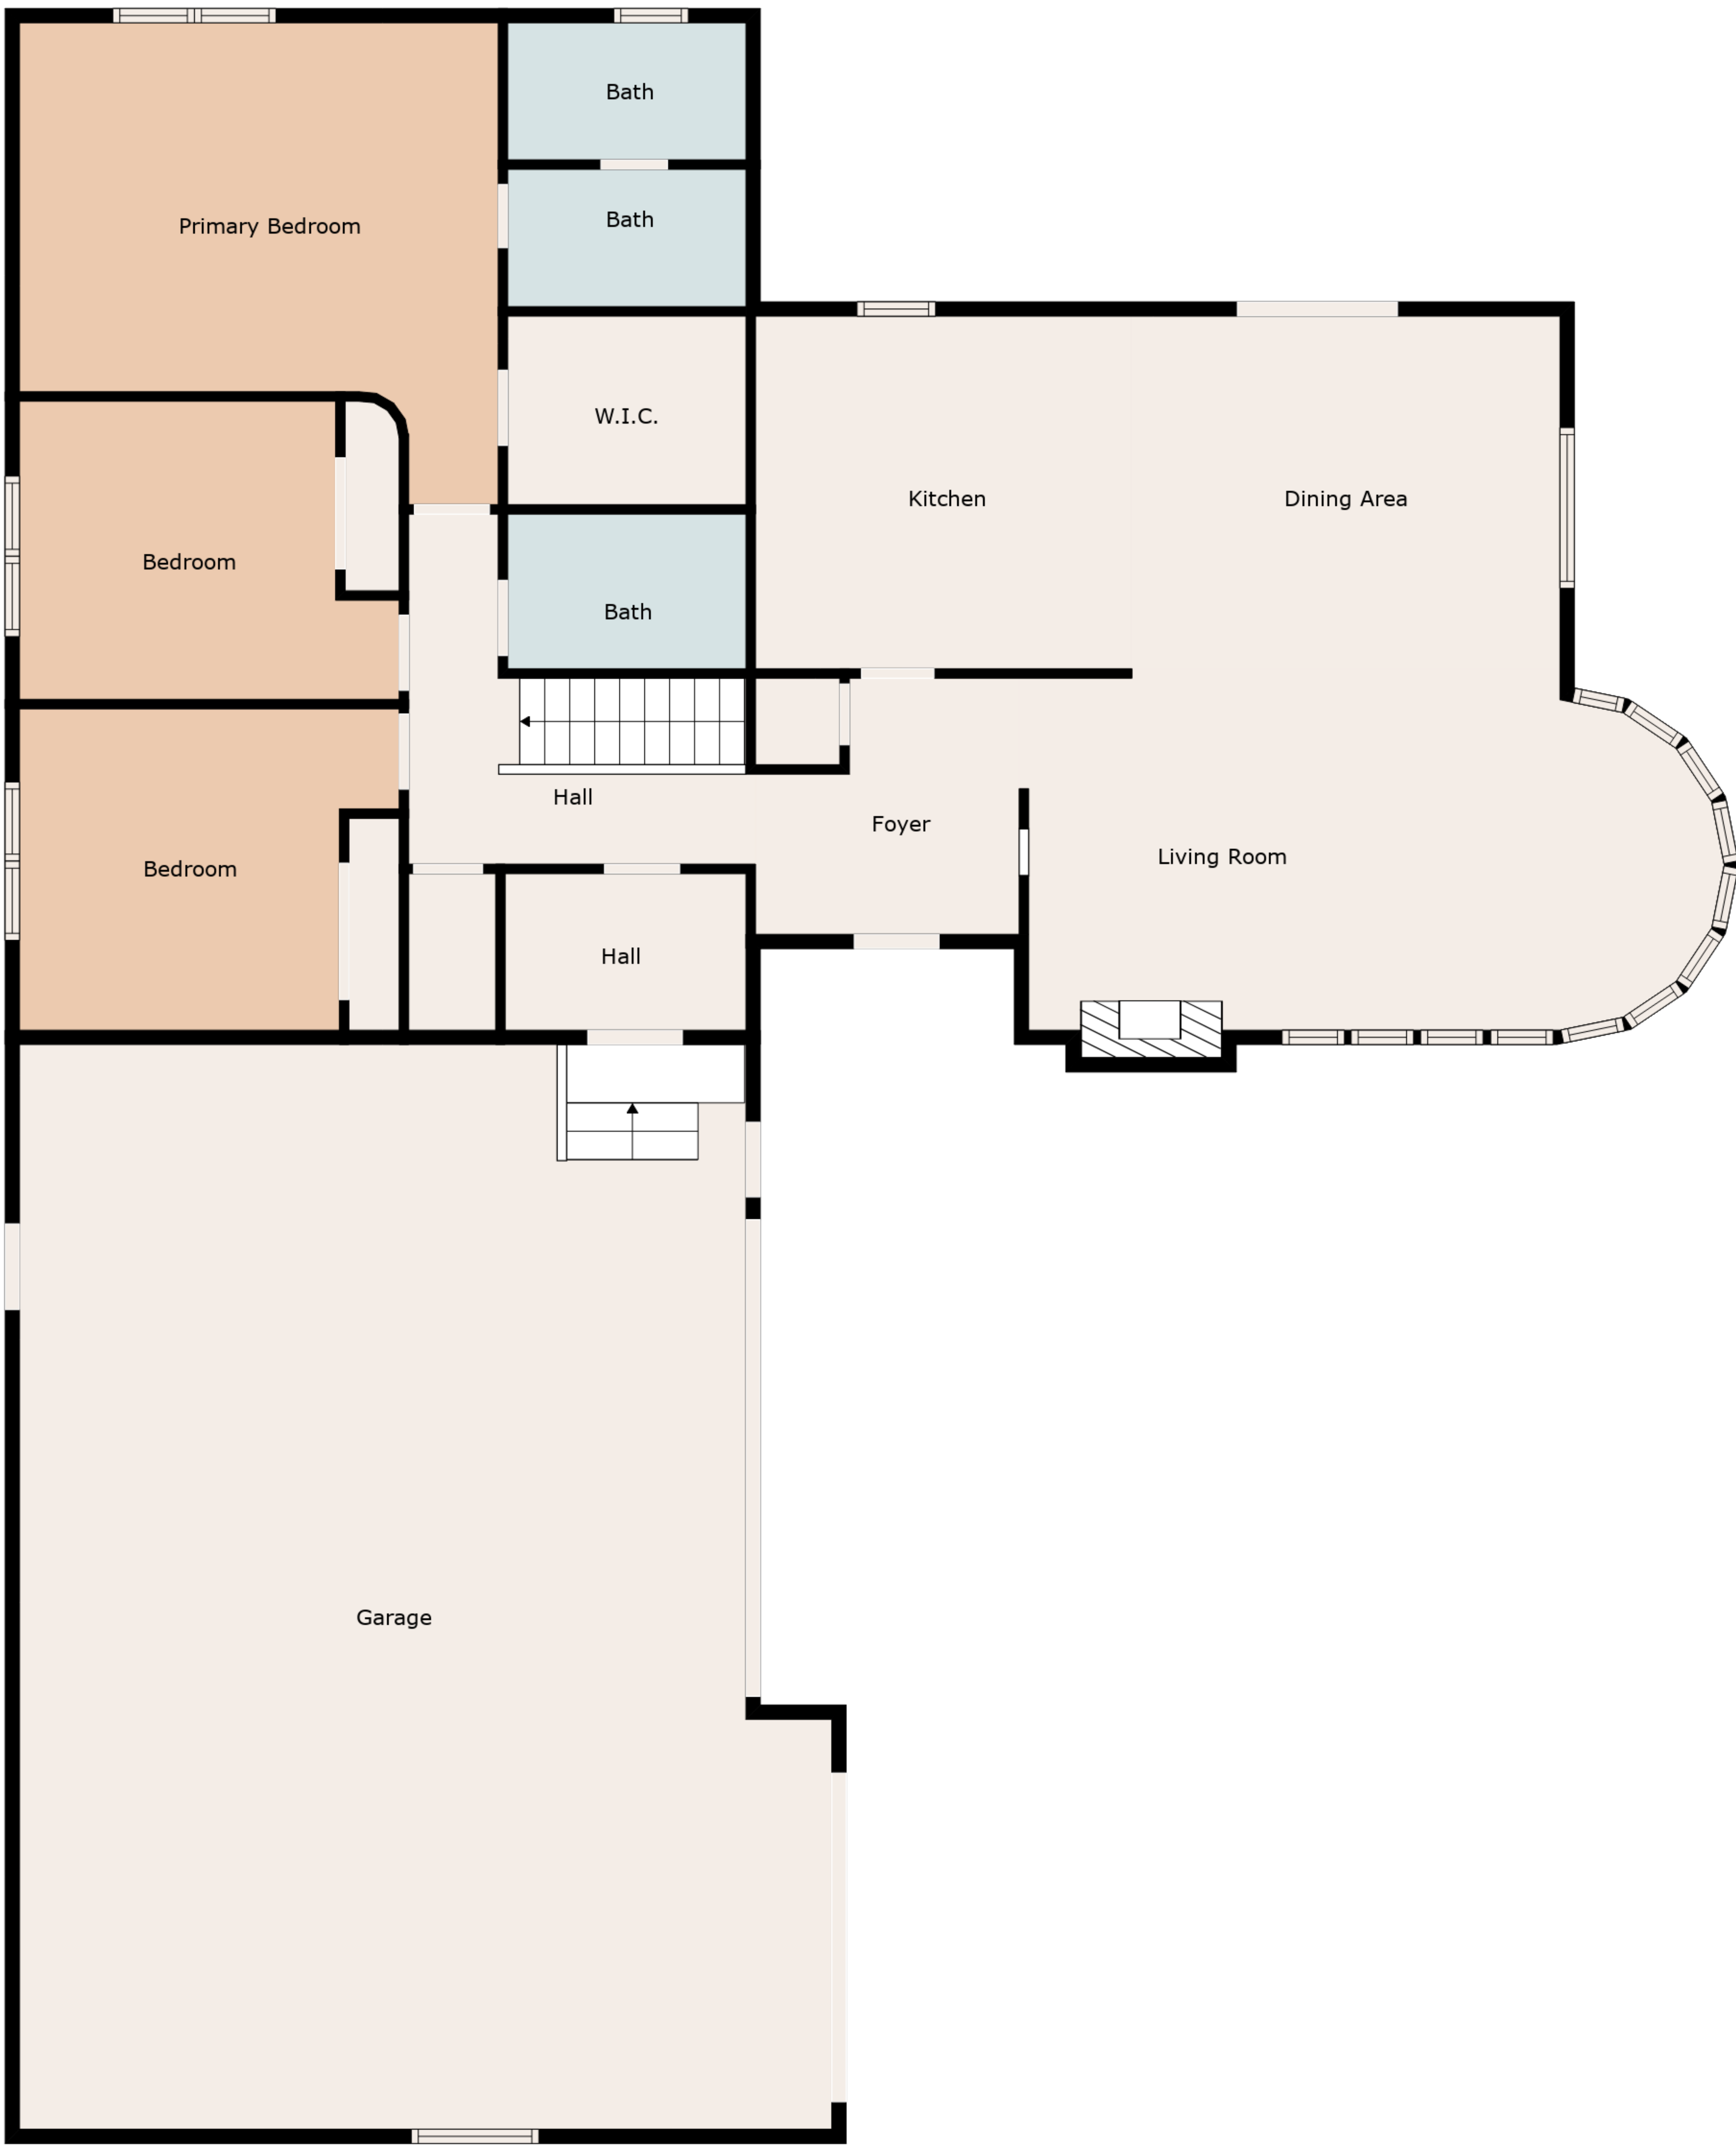 Bath
Bath
Primary Bedroom
W.I.C.
Kitchen
Dining Area
Bedroom
Bath
Hall
Foyer
Living Room
Bedroom
Hall
Garage